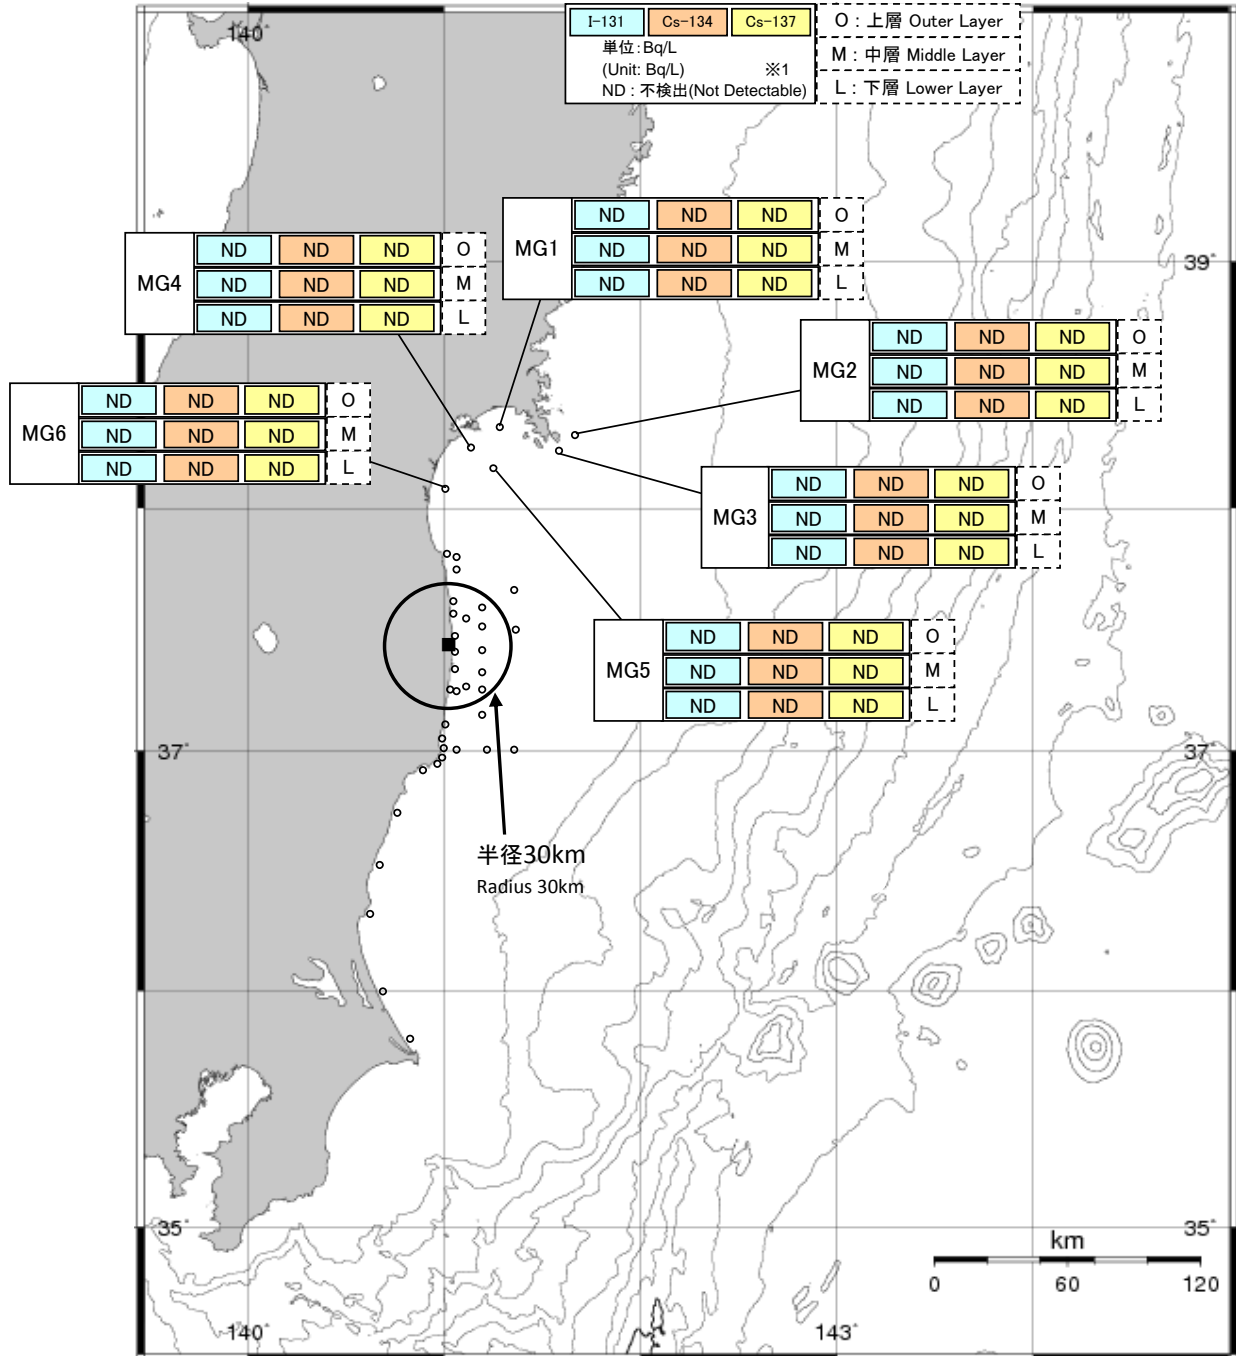 140°
I-131 Cs-134 Cs-137
単位:Bq/L
(Unit: Bq/L) ※1
ND : 不検出(Not Detectable)
O : 上層 Outer Layer
M : 中層 Middle Layer
L : 下層 Lower Layer
MG1
ND ND ND O
ND ND ND M
ND ND ND L
MG4
ND ND ND O
ND ND ND M
ND ND ND L
39°
MG2
ND ND ND O
ND ND ND M
ND ND ND L
MG6
ND ND ND O
ND ND ND M
ND ND ND L
MG3
ND ND ND O
ND ND ND M
ND ND ND L
MG5
ND ND ND O
ND ND ND M
ND ND ND L
37°
37°
半径30km
Radius 30km
35°
35°
km
0 60 120
140°
143°